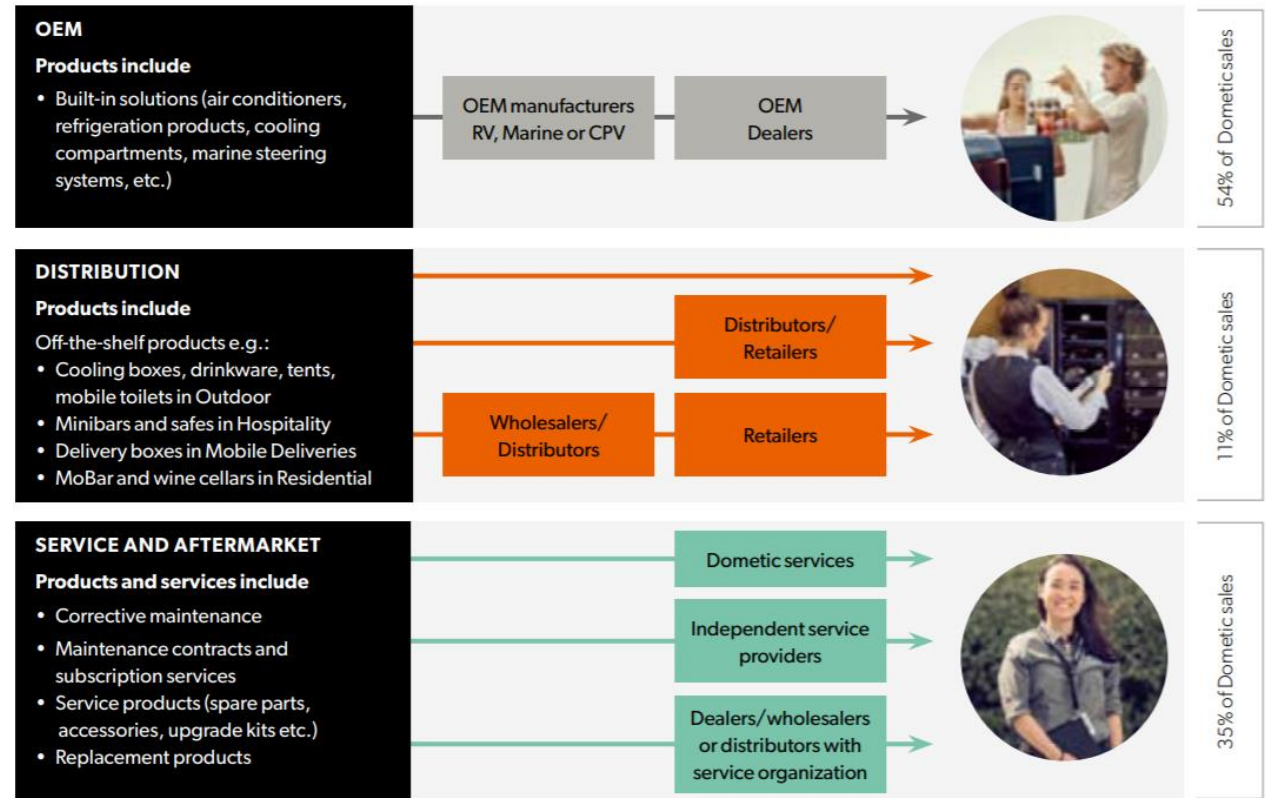 OEM
Products include
• Built-in solutions (air conditioners,
refrigeration products, cooling
compartments, marine steering
systems, etc.)
OEM manufacturers
RV, Marine or CPV
OEM
Dealers
54% of Dometic sales
DISTRIBUTION
Products include
Off-the-shelf products e.g.:
• Cooling boxes, drinkware, tents,
mobile toilets in Outdoor
• Minibars and safes in Hospitality
• Delivery boxes in Mobile Deliveries
• MoBar and wine cellars in Residential
Distributors/
Retailers
Wholesalers/
Distributors
Retailers
11% of Dometic sales
SERVICE AND AFTERMARKET
Products and services include
• Corrective maintenance
• Maintenance contracts and
subscription services
• Service products (spare parts,
accessories, upgrade kits etc.)
• Replacement products
Dometic services
Independent service
providers
Dealers/wholesalers
or distributors with
service organization
35% of Dometic sales